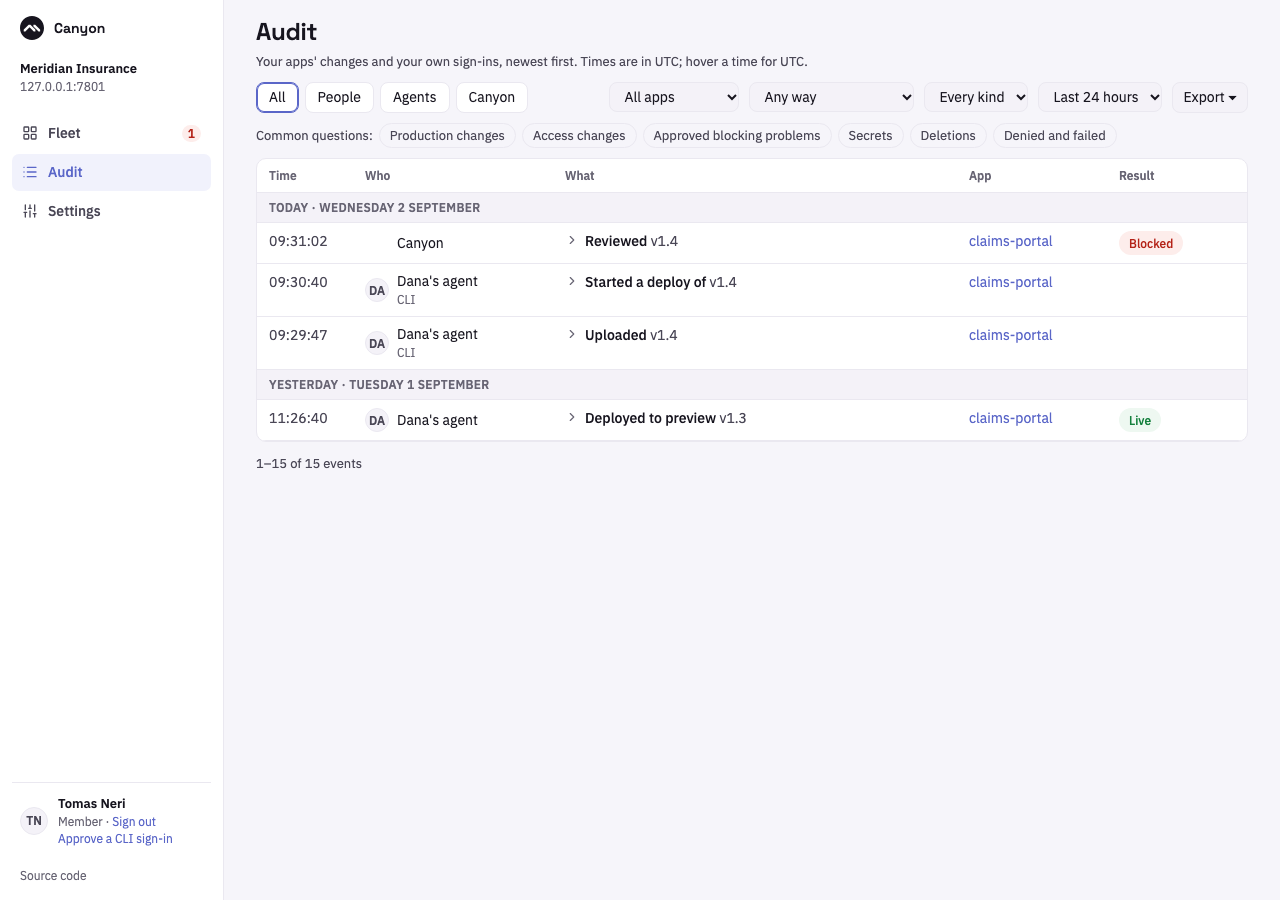 Canyon
Meridian Insurance
127.0.0.1:7801
Fleet 1
Audit
Settings
TN
Tomas Neri
Member · Sign out
Approve a CLI sign-in
Source code
Audit
Your apps' changes and your own sign-ins, newest first. Times are in UTC; hover a time for UTC.
All People Agents Canyon All apps Any way Every kind Last 24 hours Export
Common questions: Production changes Access changes Approved blocking problems Secrets Deletions Denied and failed
Time Who What App Result
TODAY · WEDNESDAY 2 SEPTEMBER
09:31:02 Canyon Reviewed v1.4 claims-portal Blocked
09:30:40 DA Dana's agent Started a deploy of v1.4 claims-portal
CLI
09:29:47 DA Dana's agent Uploaded v1.4 claims-portal
CLI
YESTERDAY · TUESDAY 1 SEPTEMBER
11:26:40 DA Dana's agent Deployed to preview v1.3 claims-portal Live
1–15 of 15 events